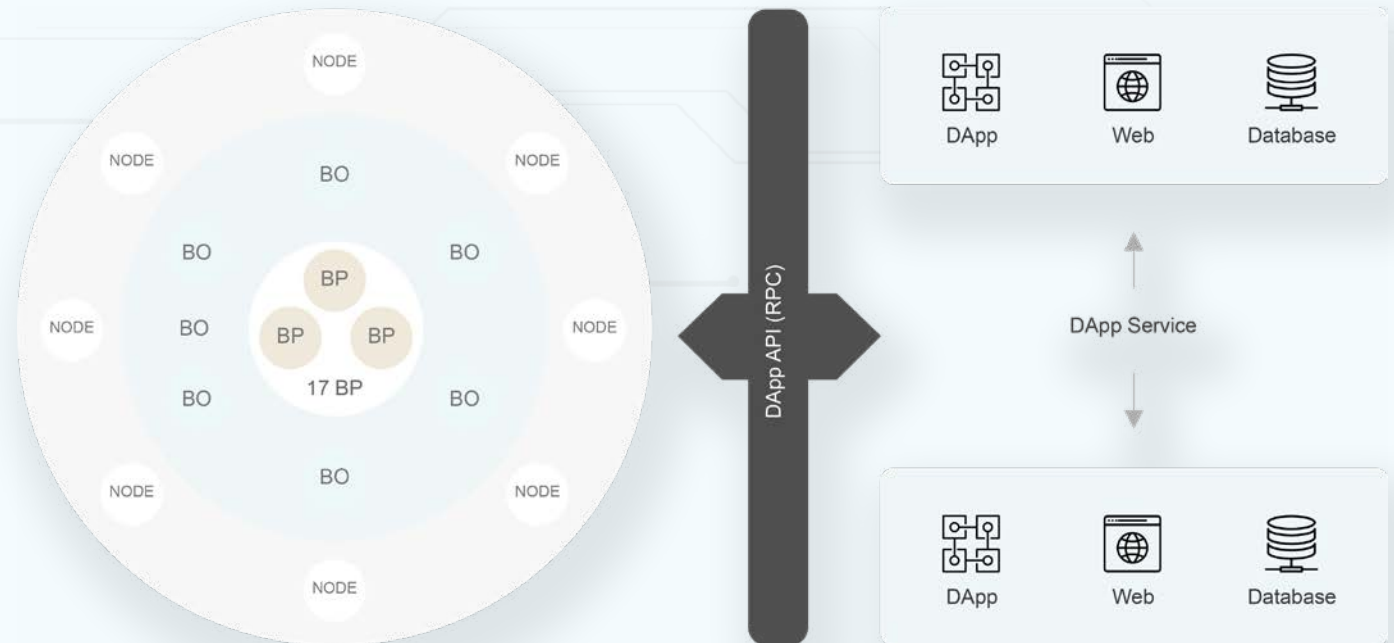 NODE
NODE
NODE
BO
BO
BO
BP
NODE
BO
BP
BP
NODE
17 BP
BO
BO
BO
NODE
NODE
NODE
DApp API (RPC)
DApp
Web
Database
DApp Service
DApp
Web
Database